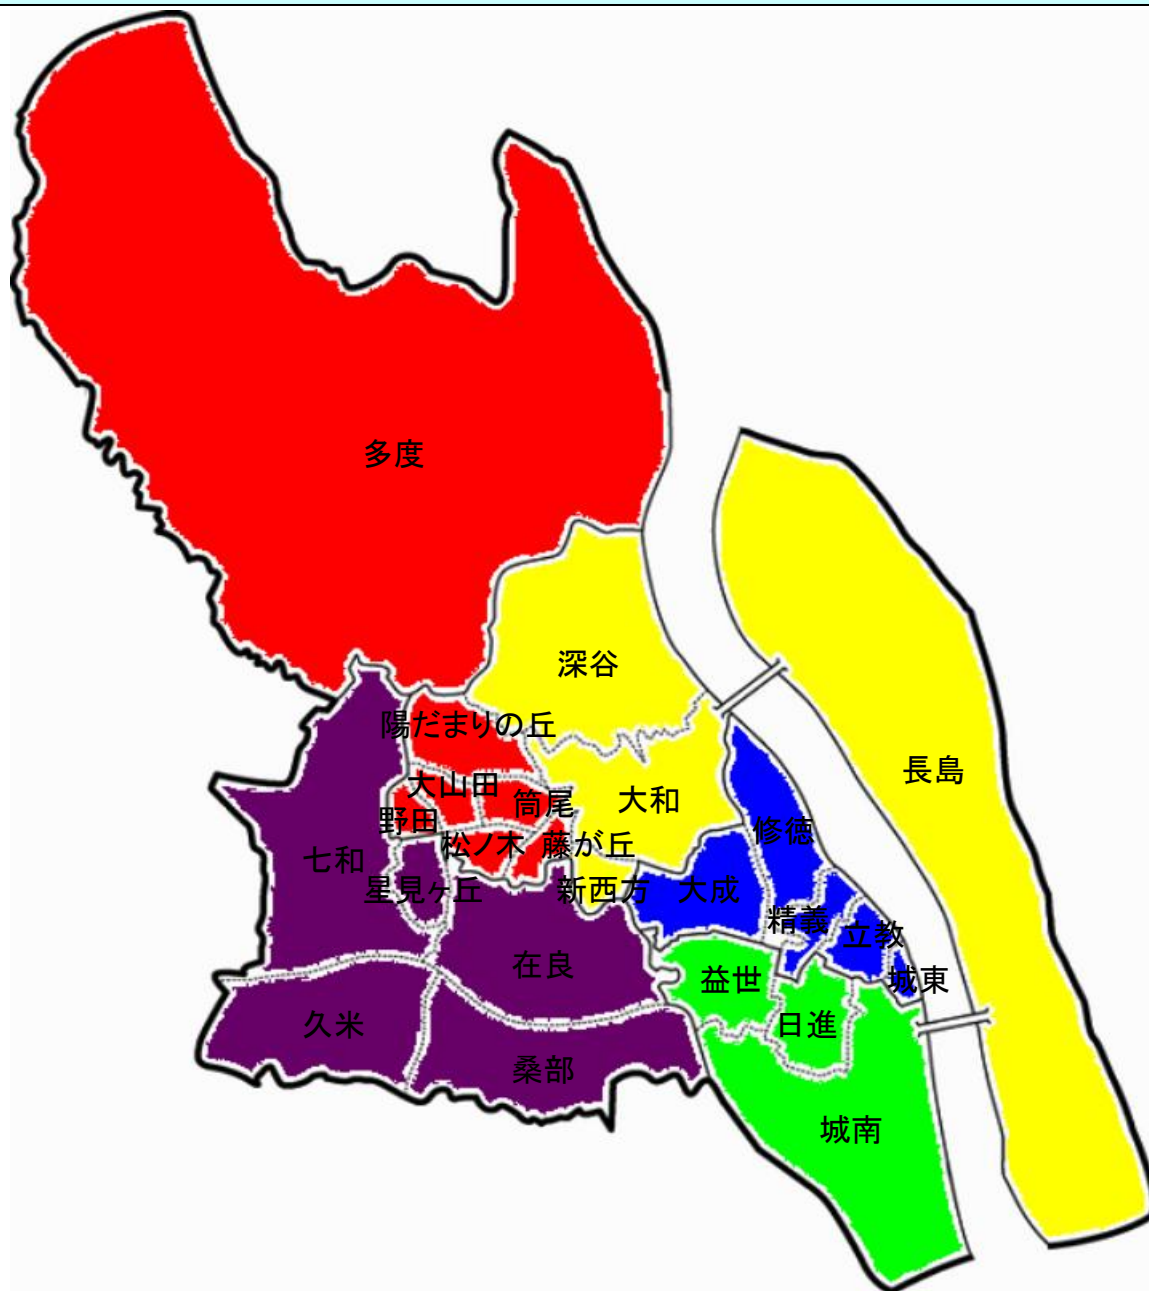 多度
深谷
陽だまりの丘
長島
大山田
筒尾
大和
野田
修徳
松ノ木
藤が丘
七和
星見ヶ丘
新西方
大成
精義
立教
在良
益世
城東
久米
日進
桑部
城南